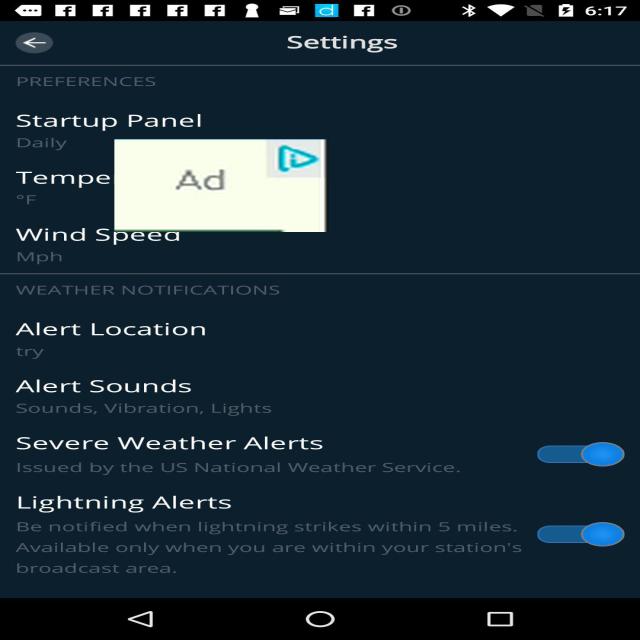 6:17
Settings
PREFERENCES
Startup Panel
Daily
Ad
°F
Wind Speed
Mph
WEATHER NOTIFICATIONS
Alert Location
try
Alert Sounds
Sounds, Vibration, Lights
Severe Weather Alerts
Issued by the US National Weather Service.
Lightning Alerts
Be notified when lightning strikes within 5 miles.
Available only when you are within your station's
broadcast area.